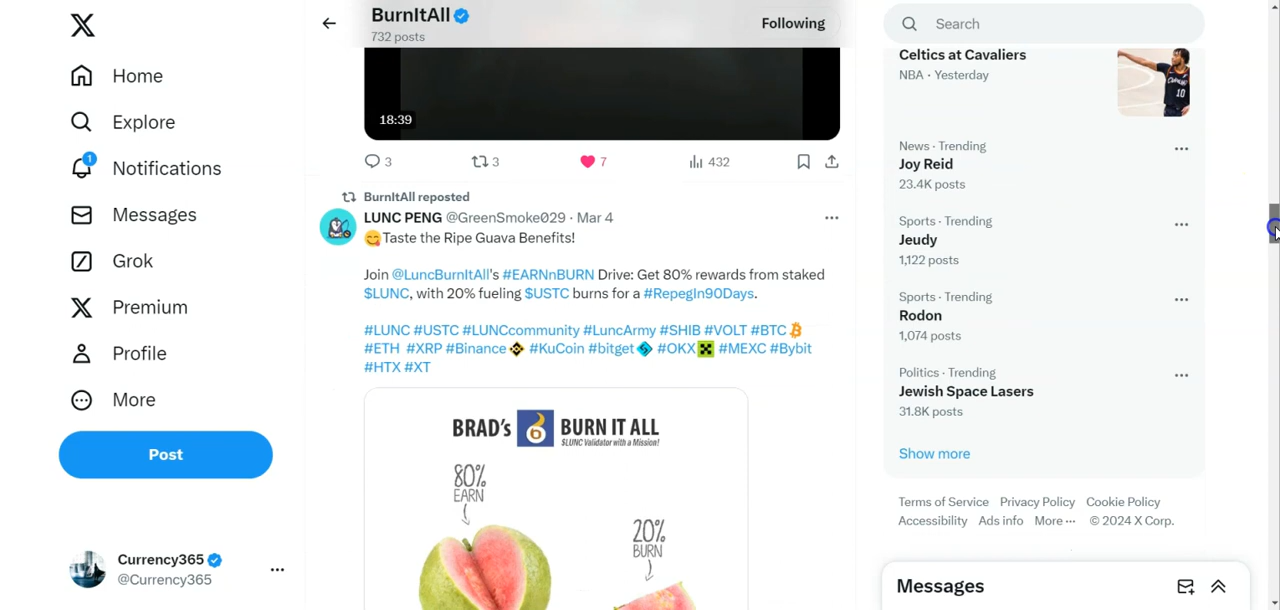 Home
Explore
1
Notifications
Messages
Grok
Premium
Profile
More
Post
Currency365
@Currency365
BurnItAll
732 posts
Following
18:39
3
3
7
432
BurnItAll reposted
LUNC PENG @GreenSmoke029 · Mar 4
😋Taste the Ripe Guava Benefits!
Join @LuncBurnItAll's #EARNnBURN Drive: Get 80% rewards from staked
$LUNC, with 20% fueling $USTC burns for a #RepegIn90Days.
#LUNC #USTC #LUNCcommunity #LuncArmy #SHIB #VOLT #BTC
#ETH #XRP #Binance #KuCoin #bitget #OKX #MEXC #Bybit
#HTX #XT
BRAD's b BURN IT ALL
$LUNC Validator with a Mission!
80%
EARN
20%
BURN
Search
Celtics at Cavaliers
NBA · Yesterday
News · Trending
Joy Reid
23.4K posts
Sports · Trending
Jeudy
1,122 posts
Sports · Trending
Rodon
1,074 posts
Politics · Trending
Jewish Space Lasers
31.8K posts
Show more
Terms of Service Privacy Policy Cookie Policy
Accessibility Ads info More ··· © 2024 X Corp.
Messages